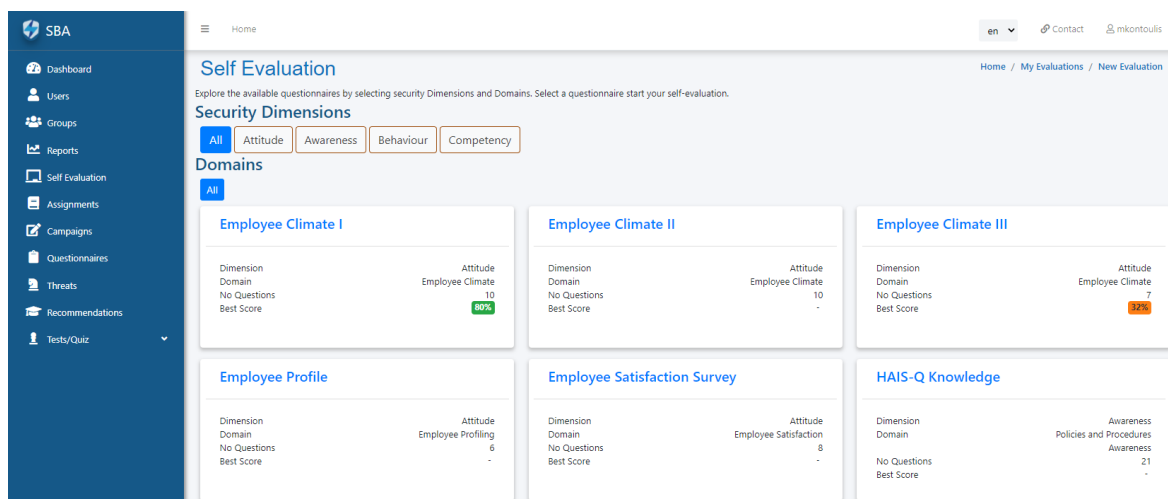 SBA
Home
en
Contact
mkontoulis
Dashboard
Users
Groups
Reports
Self Evaluation
Assignments
Campaigns
Questionnaires
Threats
Recommendations
Tests/Quiz
Self Evaluation
Home / My Evaluations / New Evaluation
Explore the available questionnaires by selecting security Dimensions and Domains. Select a questionnaire start your self-evaluation.
Security Dimensions
All
Attitude
Awareness
Behaviour
Competency
Domains
All
Employee Climate I
Dimension Attitude
Domain Employee Climate
No Questions 10
Best Score 80%
Employee Climate II
Dimension Attitude
Domain Employee Climate
No Questions 10
Best Score -
Employee Climate III
Dimension Attitude
Domain Employee Climate
No Questions 7
Best Score 32%
Employee Profile
Dimension Attitude
Domain Employee Profiling
No Questions 6
Best Score -
Employee Satisfaction Survey
Dimension Attitude
Domain Employee Satisfaction
No Questions 8
Best Score -
HAIS-Q Knowledge
Dimension Awareness
Domain Policies and Procedures
Awareness
No Questions 21
Best Score -